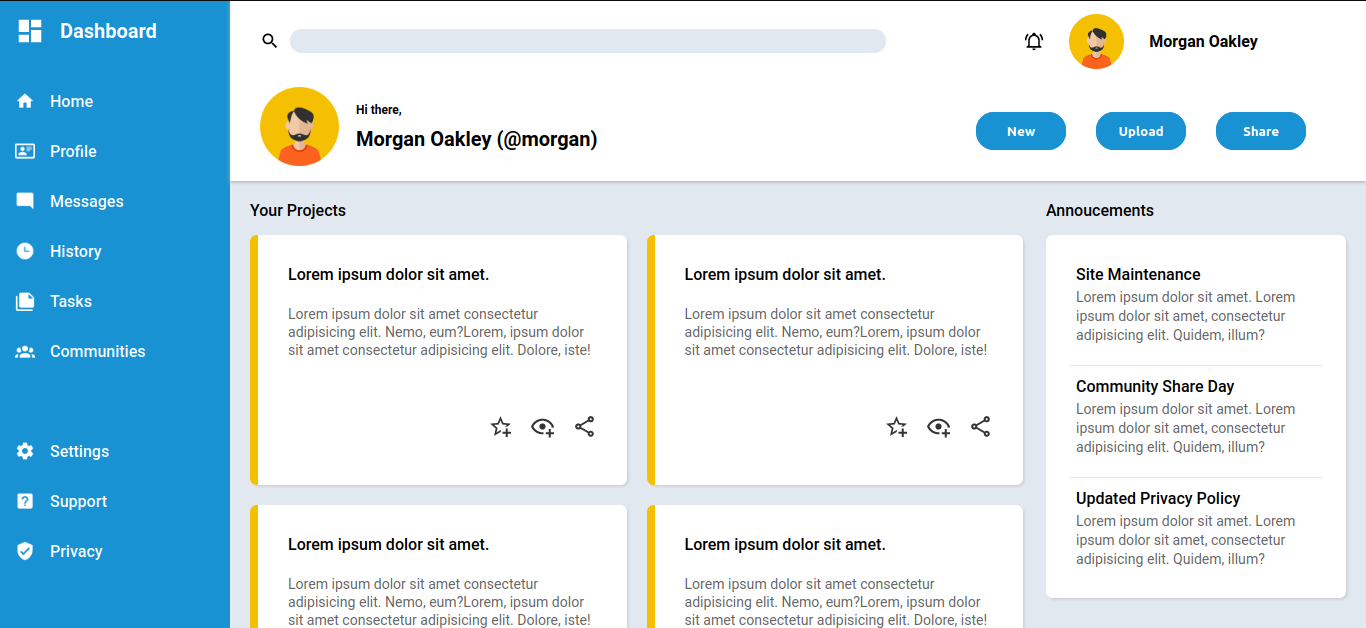 Dashboard
Home
Profile
Messages
History
Tasks
Communities
Settings
Support
Privacy
Morgan Oakley
Hi there,
Morgan Oakley (@morgan)
New
Upload
Share
Your Projects
Lorem ipsum dolor sit amet.
Lorem ipsum dolor sit amet consectetur
adipisicing elit. Nemo, eum?Lorem, ipsum dolor
sit amet consectetur adipisicing elit. Dolore, iste!
Lorem ipsum dolor sit amet.
Lorem ipsum dolor sit amet consectetur
adipisicing elit. Nemo, eum?Lorem, ipsum dolor
sit amet consectetur adipisicing elit. Dolore, iste!
Lorem ipsum dolor sit amet.
Lorem ipsum dolor sit amet consectetur
adipisicing elit. Nemo, eum?Lorem, ipsum dolor
sit amet consectetur adipisicing elit. Dolore, iste!
Lorem ipsum dolor sit amet.
Lorem ipsum dolor sit amet consectetur
adipisicing elit. Nemo, eum?Lorem, ipsum dolor
sit amet consectetur adipisicing elit. Dolore, iste!
Annoucements
Site Maintenance
Lorem ipsum dolor sit amet. Lorem
ipsum dolor sit amet, consectetur
adipisicing elit. Quidem, illum?
Community Share Day
Lorem ipsum dolor sit amet. Lorem
ipsum dolor sit amet, consectetur
adipisicing elit. Quidem, illum?
Updated Privacy Policy
Lorem ipsum dolor sit amet. Lorem
ipsum dolor sit amet, consectetur
adipisicing elit. Quidem, illum?